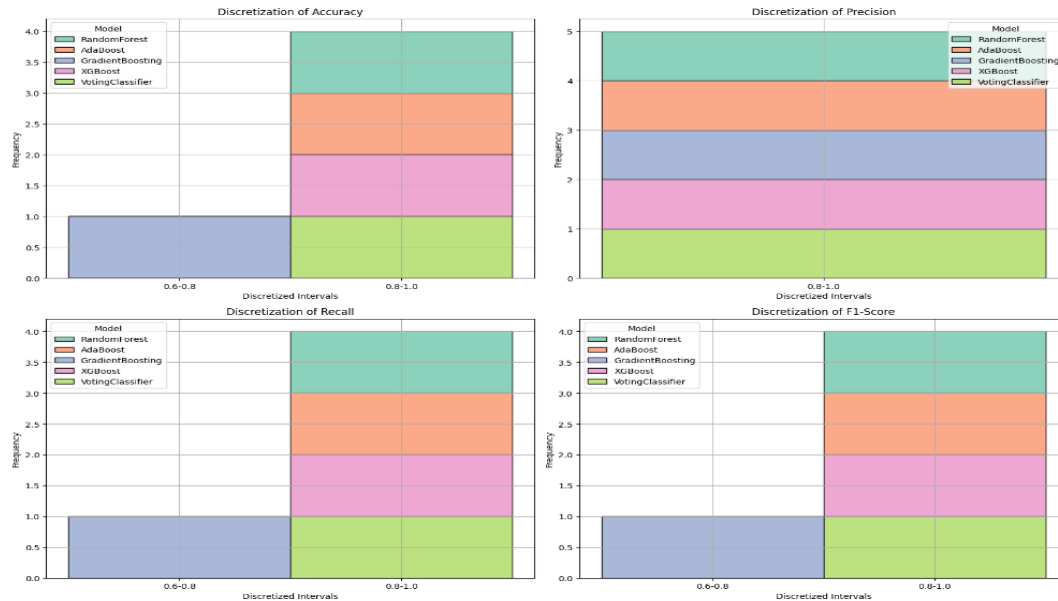 Discretization of Accuracy
Model
RandomForest
AdaBoost
GradientBoosting
XGBoost
VotingClassifier
4.0
3.5
3.0
2.5
2.0
1.5
1.0
0.5
0.0
Frequency
0.6-0.8
0.8-1.0
Discretized Intervals
Discretization of Precision
Model
RandomForest
AdaBoost
GradientBoosting
XGBoost
VotingClassifier
5
4
3
2
1
0
Frequency
0.8-1.0
Discretized Intervals
Discretization of Recall
Model
RandomForest
AdaBoost
GradientBoosting
XGBoost
VotingClassifier
4.0
3.5
3.0
2.5
2.0
1.5
1.0
0.5
0.0
Frequency
0.6-0.8
0.8-1.0
Discretized Intervals
Discretization of F1-Score
Model
RandomForest
AdaBoost
GradientBoosting
XGBoost
VotingClassifier
4.0
3.5
3.0
2.5
2.0
1.5
1.0
0.5
0.0
Frequency
0.6-0.8
0.8-1.0
Discretized Intervals